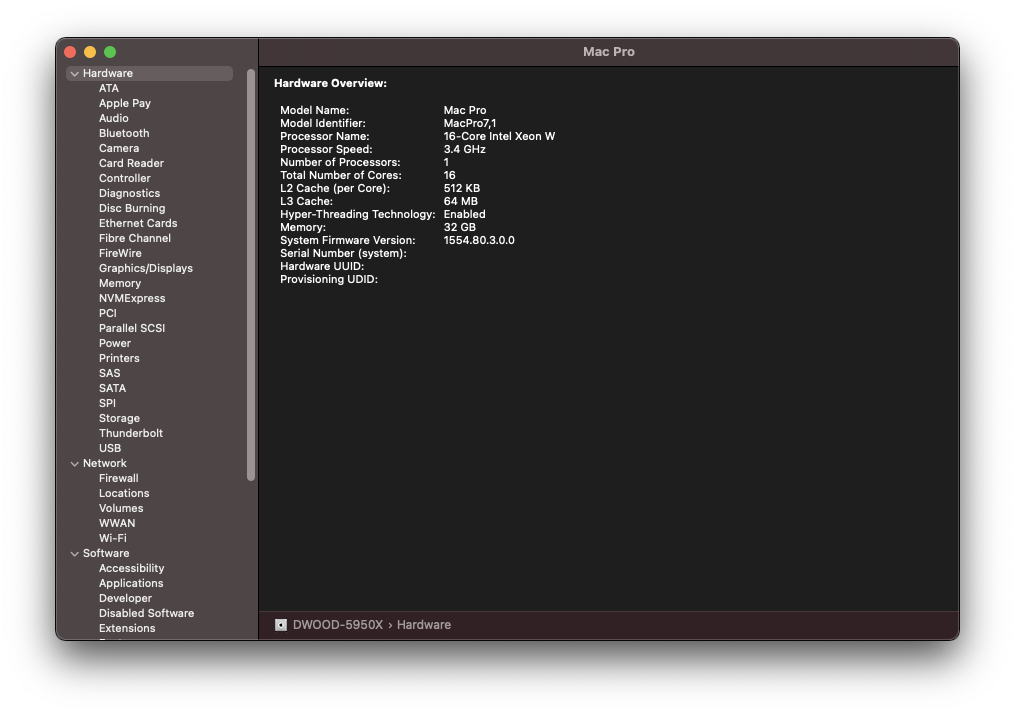 Mac Pro
Hardware
ATA
Apple Pay
Audio
Bluetooth
Camera
Card Reader
Controller
Diagnostics
Disc Burning
Ethernet Cards
Fibre Channel
FireWire
Graphics/Displays
Memory
NVMExpress
PCI
Parallel SCSI
Power
Printers
SAS
SATA
SPI
Storage
Thunderbolt
USB
Network
Firewall
Locations
Volumes
WWAN
Wi-Fi
Software
Accessibility
Applications
Developer
Disabled Software
Extensions
Hardware Overview:
Model Name: Mac Pro
Model Identifier: MacPro7,1
Processor Name: 16-Core Intel Xeon W
Processor Speed: 3.4 GHz
Number of Processors: 1
Total Number of Cores: 16
L2 Cache (per Core): 512 KB
L3 Cache: 64 MB
Hyper-Threading Technology: Enabled
Memory: 32 GB
System Firmware Version: 1554.80.3.0.0
Serial Number (system):
Hardware UUID:
Provisioning UDID:
DWOOD-5950X › Hardware